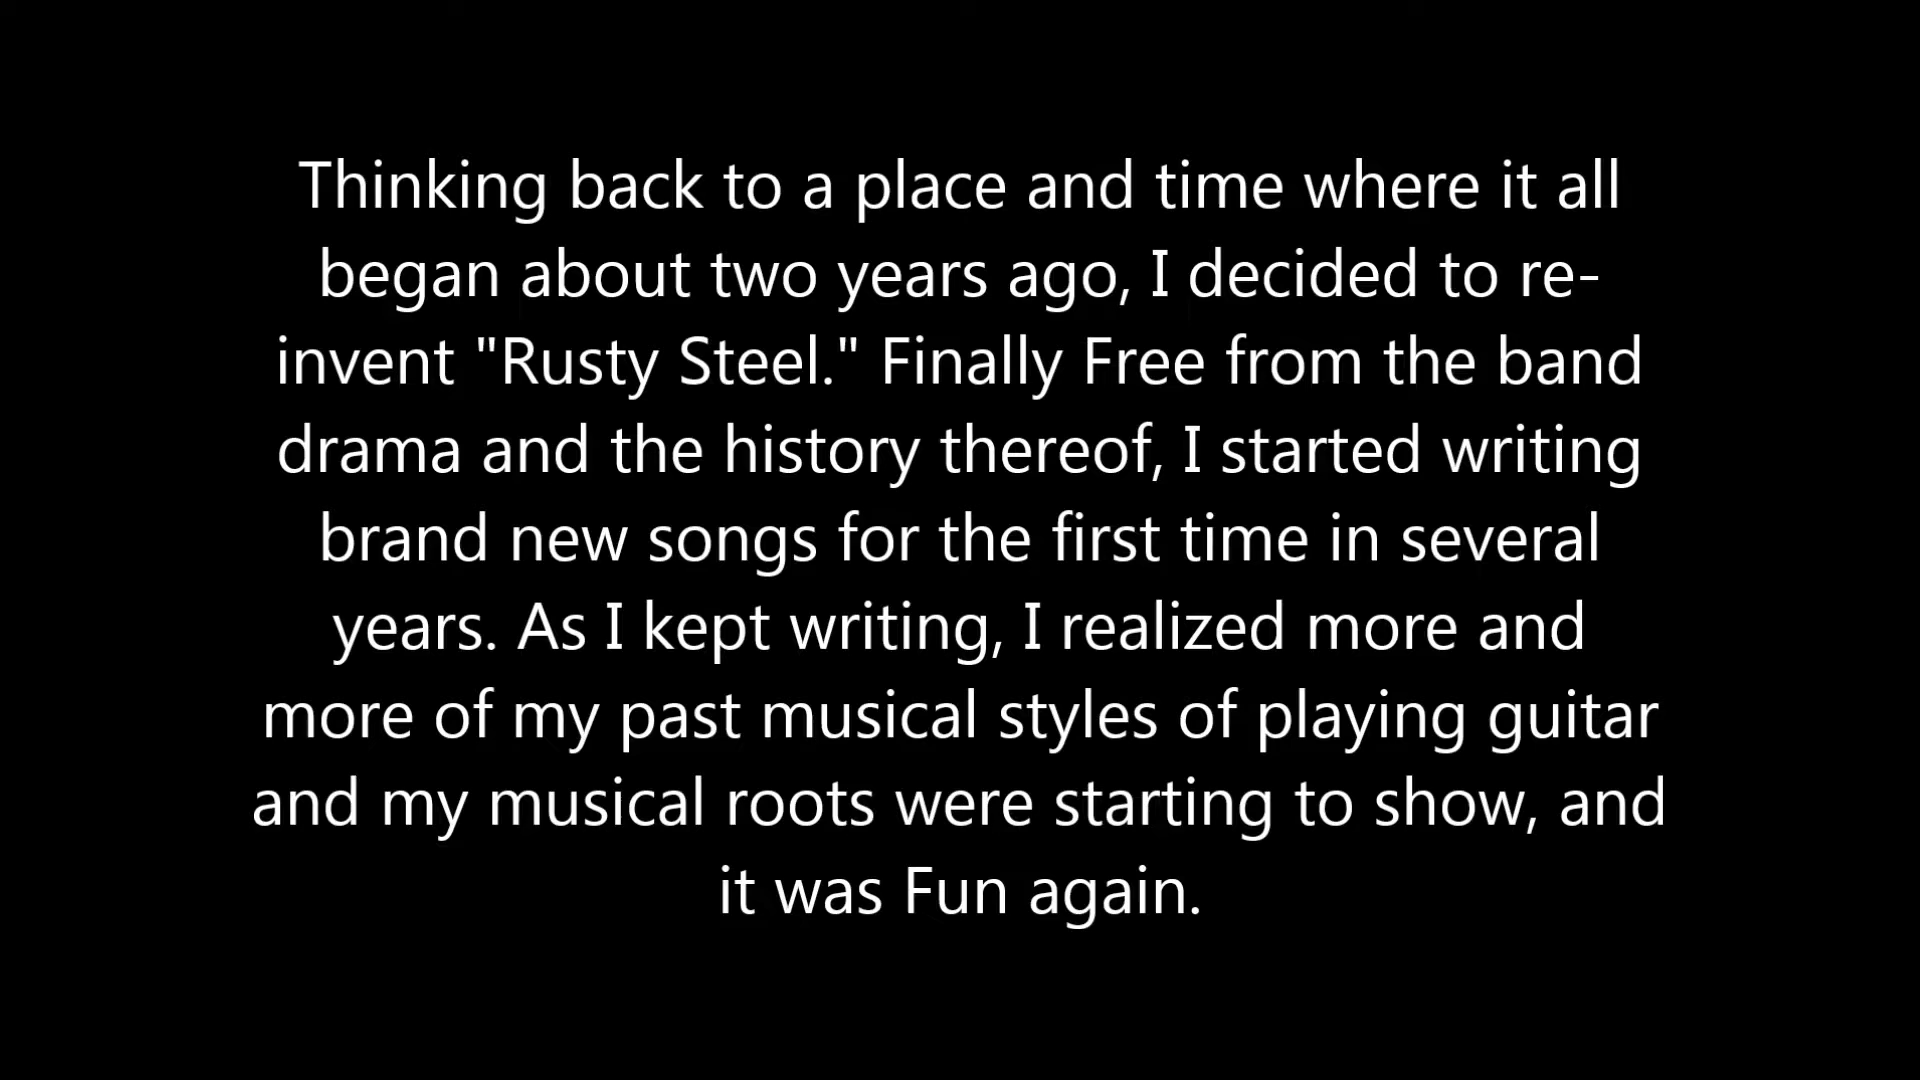 Thinking back to a place and time where it all
began about two years ago, I decided to re-
invent "Rusty Steel." Finally Free from the band
drama and the history thereof, I started writing
brand new songs for the first time in several
years. As I kept writing, I realized more and
more of my past musical styles of playing guitar
and my musical roots were starting to show, and
it was Fun again.